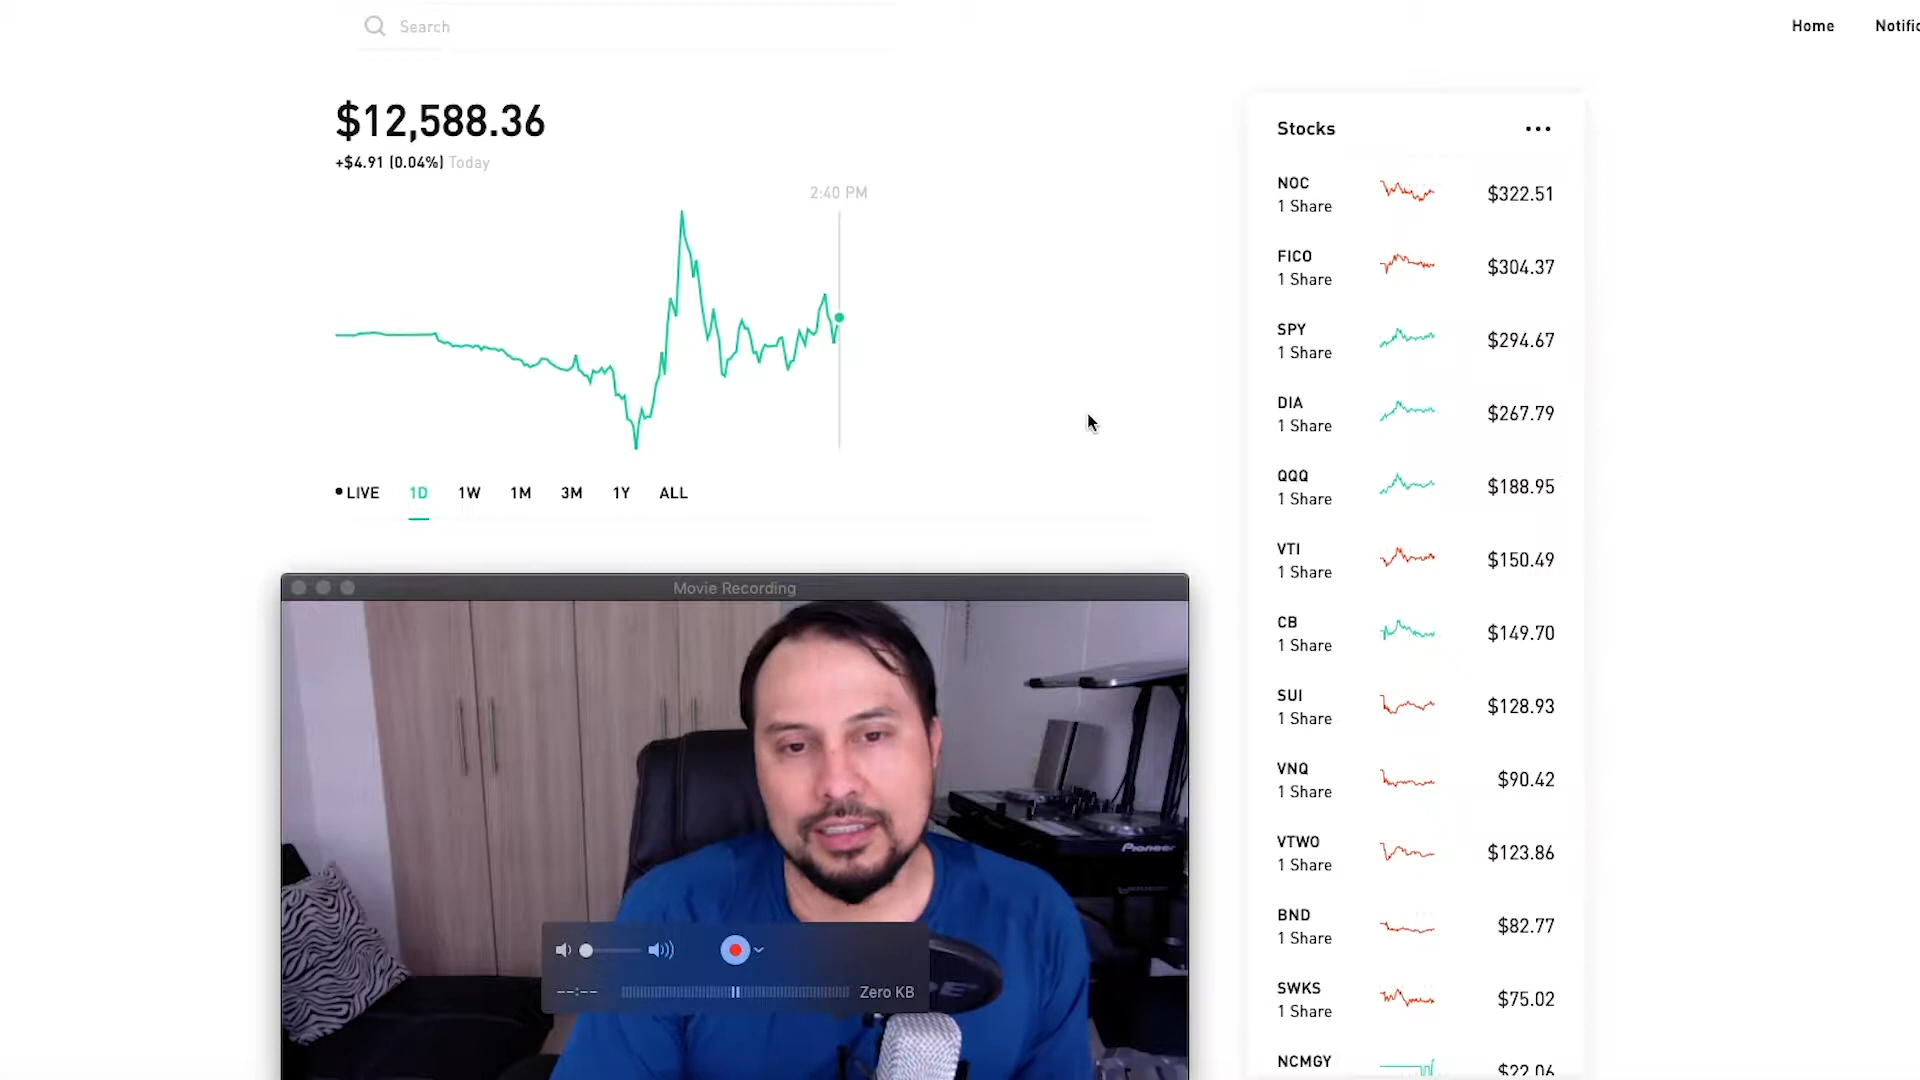 Search
Home
Notific
$12,588.36
+$4.91 (0.04%) Today
2:40 PM
LIVE 1D 1W 1M 3M 1Y ALL
Stocks
NOC
1 Share
$322.51
FICO
1 Share
$304.37
SPY
1 Share
$294.67
DIA
1 Share
$267.79
QQQ
1 Share
$188.95
VTI
1 Share
$150.49
CB
1 Share
$149.70
SUI
1 Share
$128.93
VNQ
1 Share
$90.42
VTWO
1 Share
$123.86
BND
1 Share
$82.77
SWKS
1 Share
$75.02
NCMGY
$22.06
Movie Recording
Pioneer
--:--
Zero KB